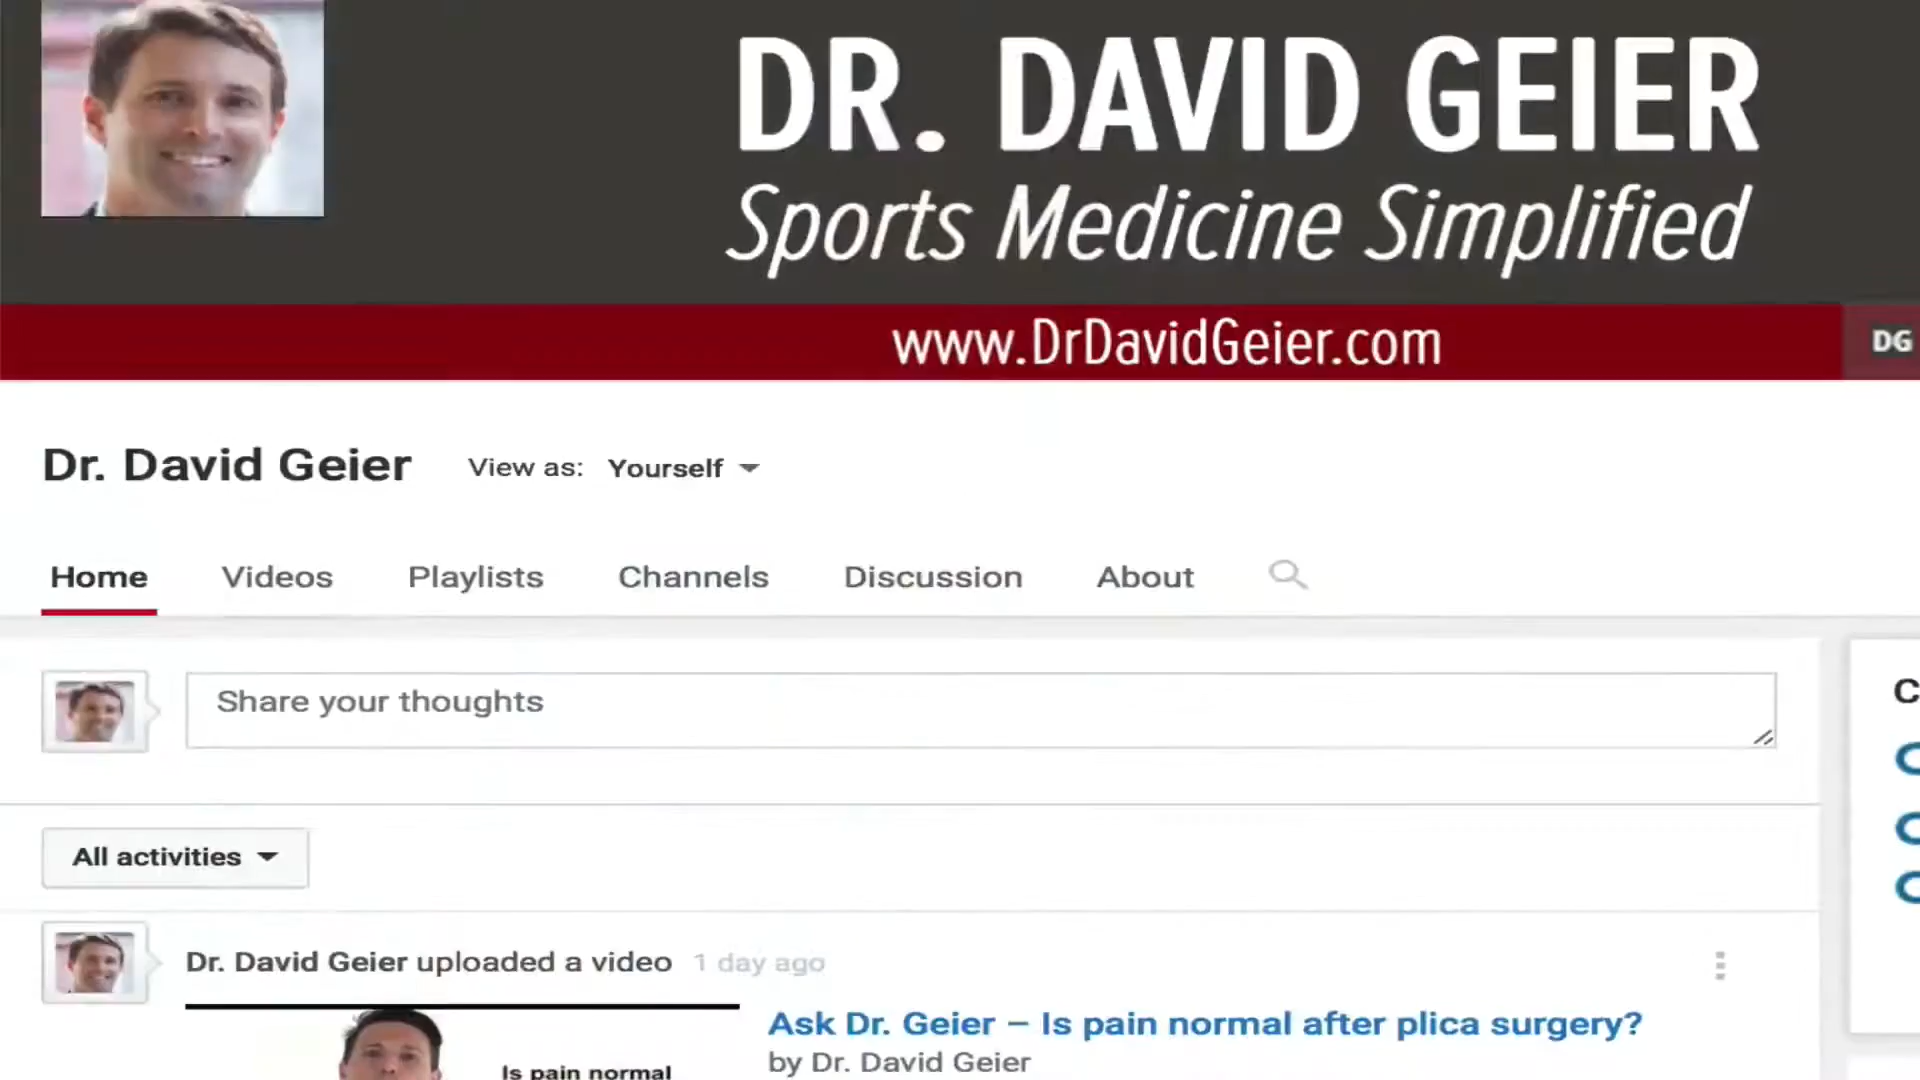 DR. DAVID GEIER
Sports Medicine Simplified
www.DrDavidGeier.com
DG
Dr. David Geier View as: Yourself
Home Videos Playlists Channels Discussion About
Share your thoughts
All activities
Dr. David Geier uploaded a video 1 day ago
Ask Dr. Geier – Is pain normal after plica surgery?
by Dr. David Geier
Is pain normal